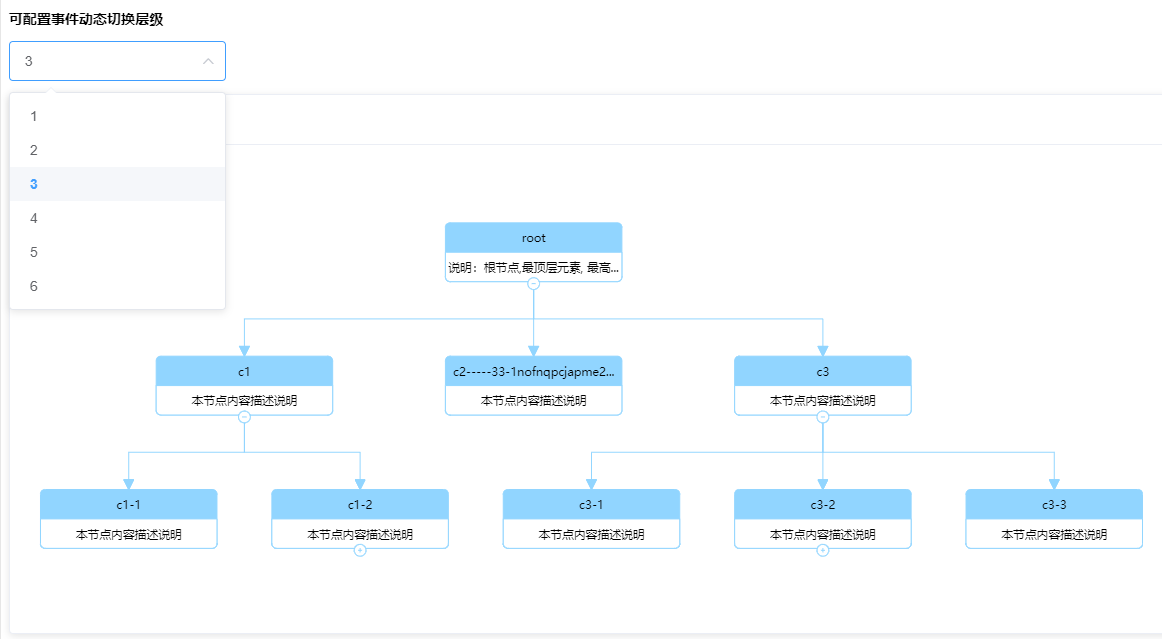 可配置事件动态切换层级
3
1
2
3
4
5
6
root
说明：根节点,最顶层元素, 最高...
c1
c2-----33-1nofnqpcjapme2...
c3
本节点内容描述说明
本节点内容描述说明
本节点内容描述说明
c1-1
c1-2
c3-1
c3-2
c3-3
本节点内容描述说明
本节点内容描述说明
本节点内容描述说明
本节点内容描述说明
本节点内容描述说明